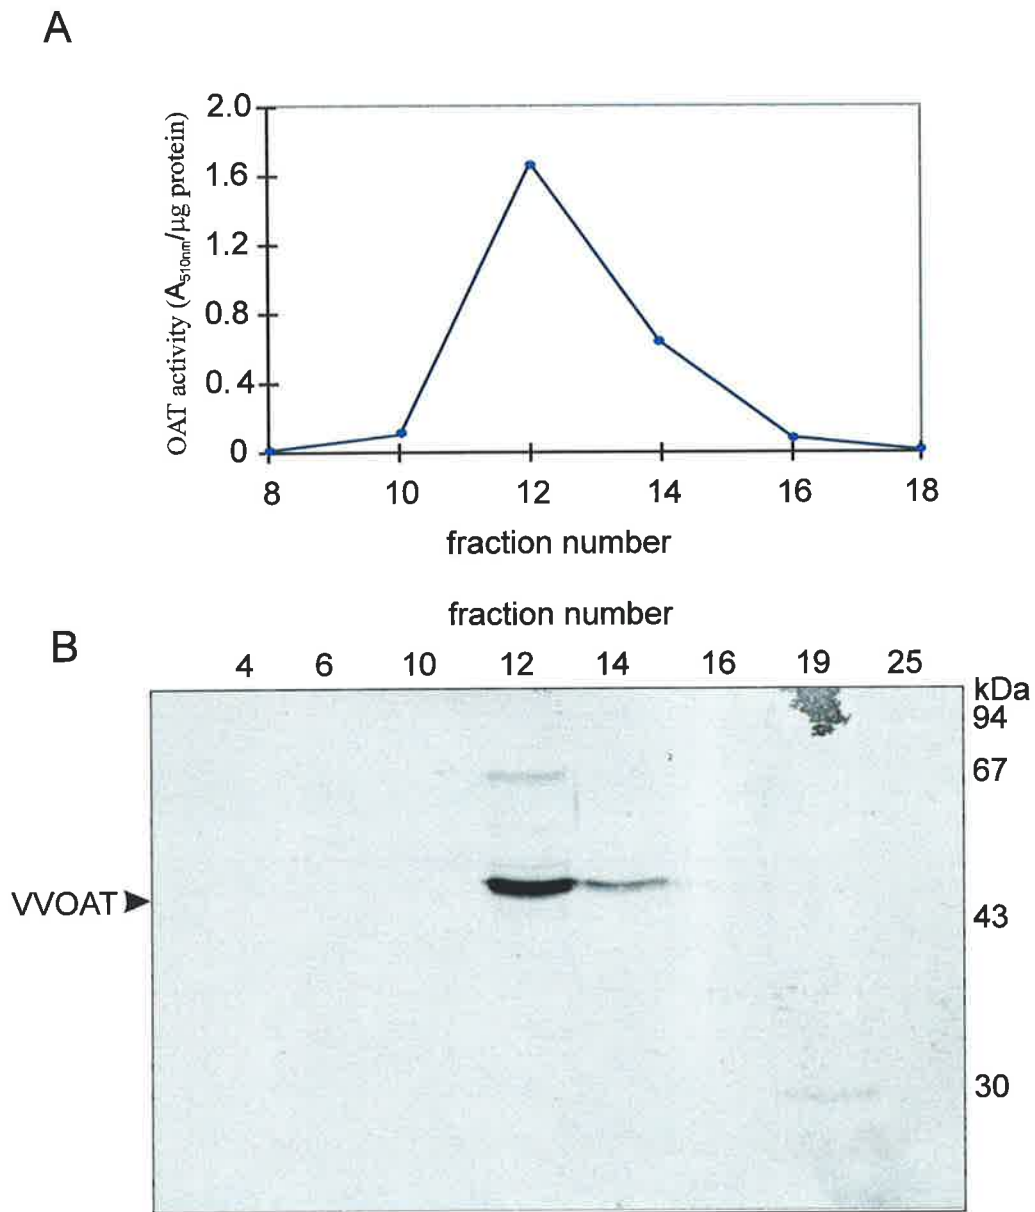 A
OAT activity (A510nm/µg protein)
2.0
1.6
1.2
0.8
0.4
0
8 10 12 14 16 18
fraction number
B
fraction number
4 6 10 12 14 16 19 25
kDa
94
67
VVOAT
43
30